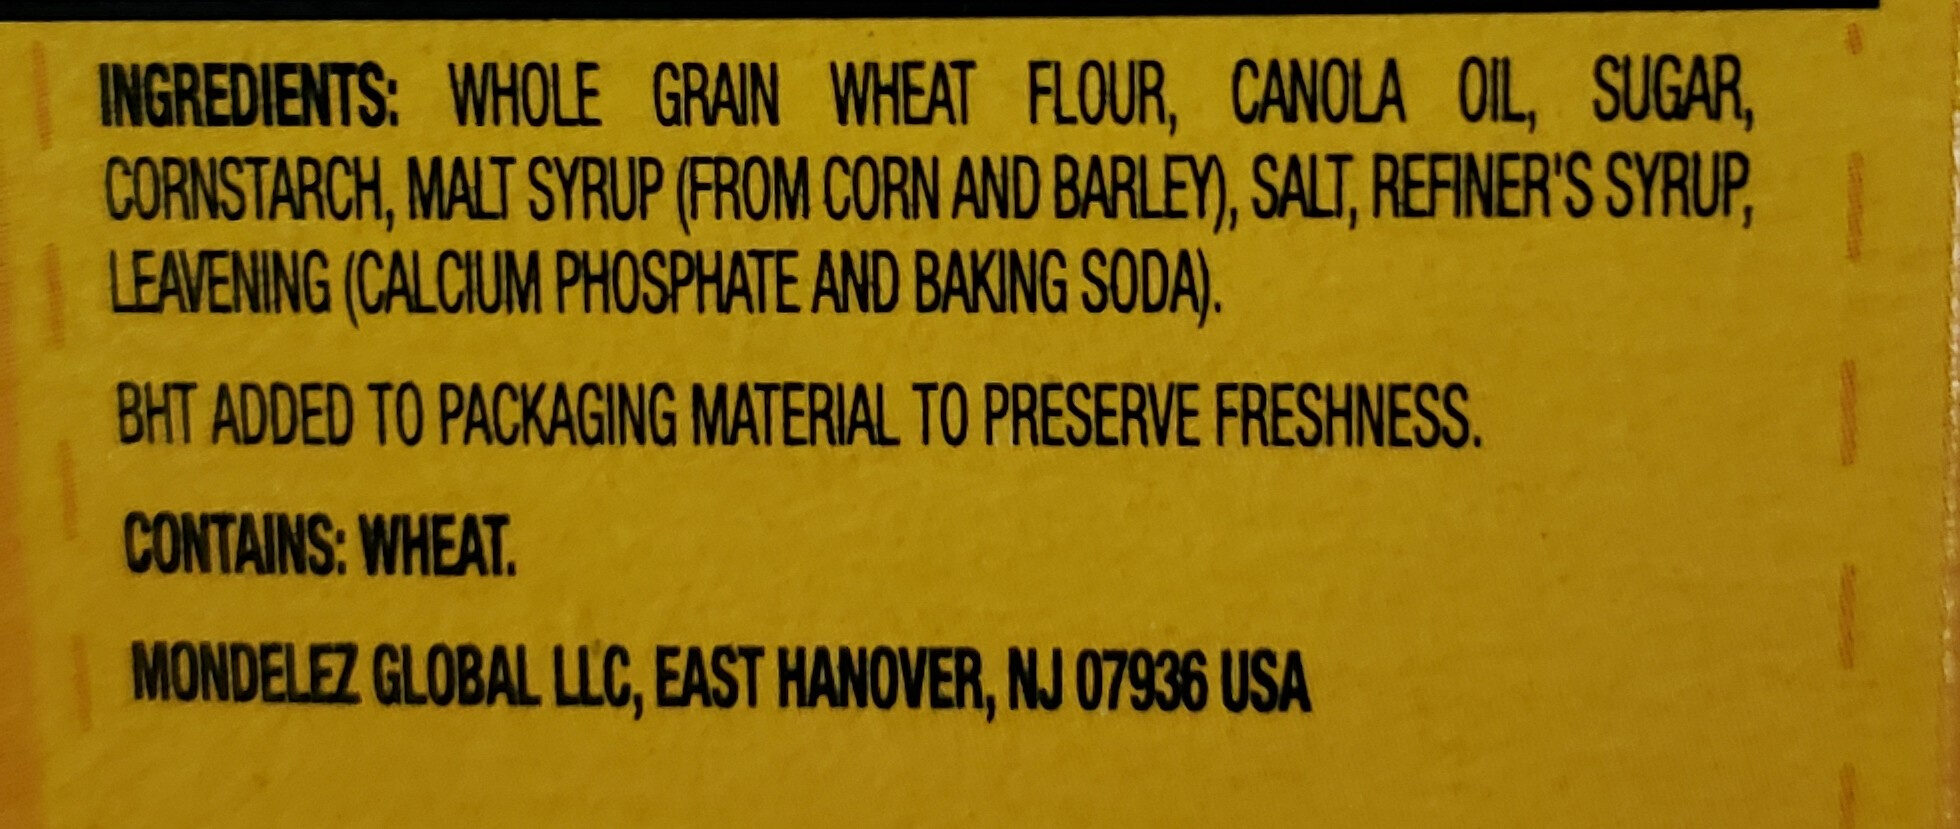 INGREDIENTS: WHOLE GRAIN WHEAT FLOUR, CANOLA OIL, SUGAR,
CORNSTARCH, MALT SYRUP (FROM CORN AND BARLEY), SALT, REFINER'S SYRUP,
LEAVENING (CALCIUM PHOSPHATE AND BAKING SODA).
BHT ADDED TO PACKAGING MATERIAL TO PRESERVE FRESHNESS.
CONTAINS: WHEAT.
MONDELEZ GLOBAL LLC, EAST HANOVER, NJ 07936 USA